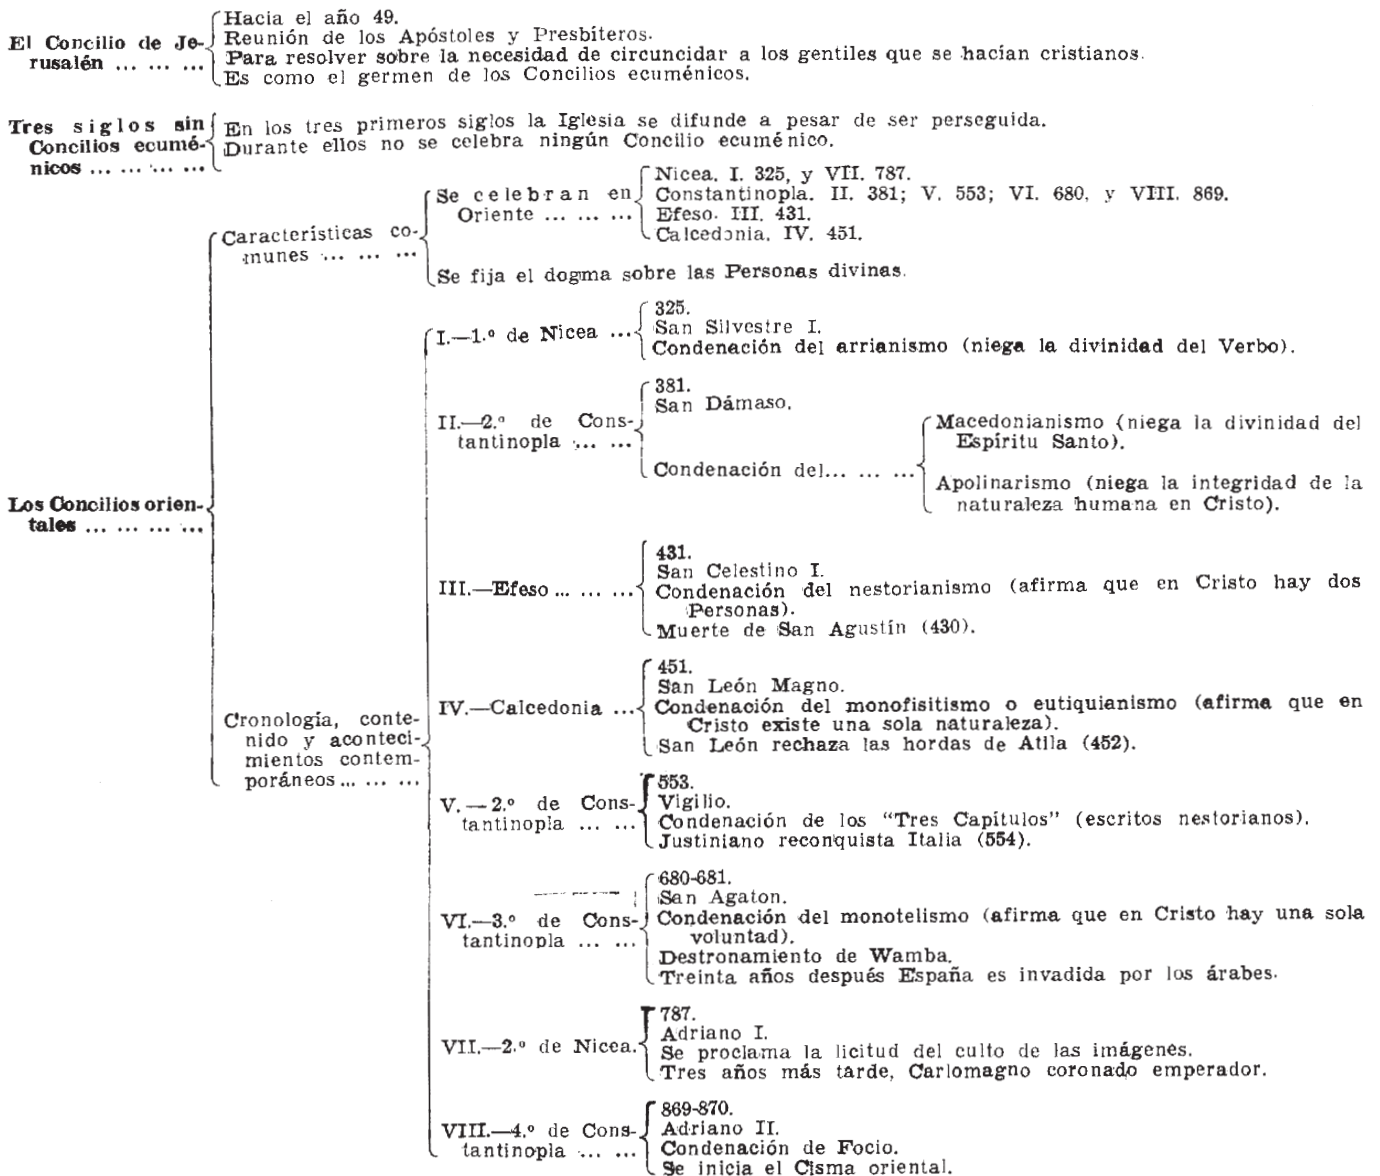 El Concilio de Je-
rusalén ... ... ...
Hacia el año 49.
Reunión de los Apóstoles y Presbíteros.
Para resolver sobre la necesidad de circuncidar a los gentiles que se hacían cristianos.
Es como el germen de los Concilios ecuménicos.
Tres siglos sin
Concilios ecumé-
nicos ... ... ... ...
En los tres primeros siglos la Iglesia se difunde a pesar de ser perseguida.
Durante ellos no se celebra ningún Concilio ecuménico.
Los Concilios orien-
tales ... ... ... ...
Características co-
munes ... ... ...
Se celebran en
Oriente ... ... ...
Nicea. I. 325, y VII. 787.
Constantinopla. II. 381; V. 553; VI. 680, y VIII. 869.
Efeso. III. 431.
Calcedonia. IV. 451.
Se fija el dogma sobre las Personas divinas.
Cronología, conte-
nido y aconteci-
mientos contem-
poráneos ... ... ...
I.—1.º de Nicea ...
325.
San Silvestre I.
Condenación del arrianismo (niega la divinidad del Verbo).
II.—2.º de Cons-
tantinopla ... ...
381.
San Dámaso.
Condenación del... ... ...
Macedonianismo (niega la divinidad del
Espíritu Santo).
Apolinarismo (niega la integridad de la
naturaleza humana en Cristo).
III.—Efeso ... ... ...
431.
San Celestino I.
Condenación del nestorianismo (afirma que en Cristo hay dos
Personas).
Muerte de San Agustín (430).
IV.—Calcedonia ...
451.
San León Magno.
Condenación del monofisitismo o eutiquianismo (afirma que en
Cristo existe una sola naturaleza).
San León rechaza las hordas de Atila (452).
V.—2.º de Cons-
tantinopla ... ...
553.
Vigilio.
Condenación de los "Tres Capítulos" (escritos nestorianos).
Justiniano reconquista Italia (554).
VI.—3.º de Cons-
tantinopla ... ...
680-681.
San Agaton.
Condenación del monotelismo (afirma que en Cristo hay una sola
voluntad).
Destronamiento de Wamba.
Treinta años después España es invadida por los árabes.
VII.—2.º de Nicea.
787.
Adriano I.
Se proclama la licitud del culto de las imágenes.
Tres años más tarde, Carlomagno coronado emperador.
VIII.—4.º de Cons-
tantinopla ... ...
869-870.
Adriano II.
Condenación de Focio.
Se inicia el Cisma oriental.